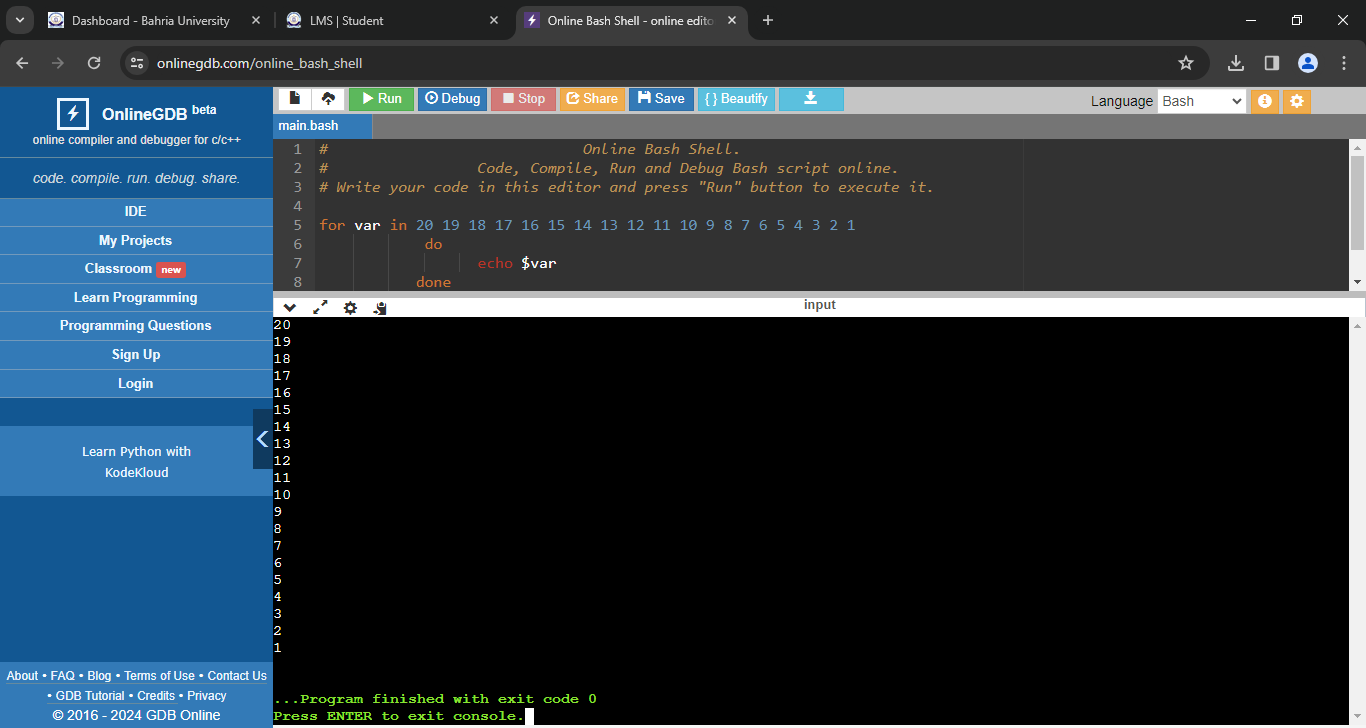 Dashboard - Bahria University
LMS | Student
Online Bash Shell - online edito
onlinegdb.com/online_bash_shell
OnlineGDB beta
online compiler and debugger for c/c++
code. compile. run. debug. share.
IDE
My Projects
Classroom new
Learn Programming
Programming Questions
Sign Up
Login
Learn Python with
KodeKloud
About • FAQ • Blog • Terms of Use • Contact Us
• GDB Tutorial • Credits • Privacy
© 2016 - 2024 GDB Online
Run Debug Stop Share Save { } Beautify
Language Bash
main.bash
1 # Online Bash Shell.
2 # Code, Compile, Run and Debug Bash script online.
3 # Write your code in this editor and press "Run" button to execute it.
4
5 for var in 20 19 18 17 16 15 14 13 12 11 10 9 8 7 6 5 4 3 2 1
6 do
7 echo $var
8 done
input
20
19
18
17
16
15
14
13
12
11
10
9
8
7
6
5
4
3
2
1
...Program finished with exit code 0
Press ENTER to exit console.